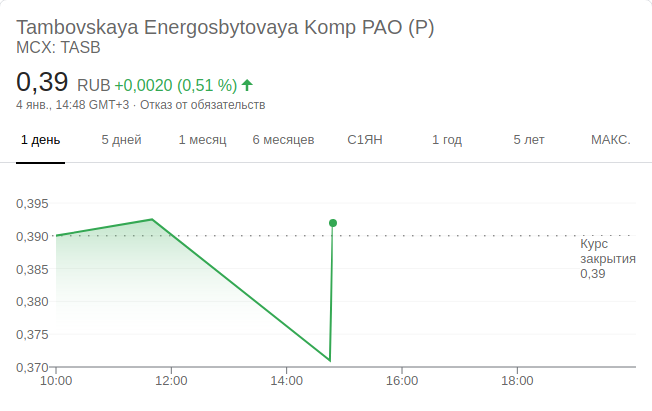 Tambovskaya Energosbytovaya Komp PAO (P)
MCX: TASB
0,39 RUB +0,0020 (0,51 %)
4 янв., 14:48 GMT+3 · Отказ от обязательств
1 день 5 дней 1 месяц 6 месяцев С1ЯН 1 год 5 лет МАКС.
0,395
0,390
Курс
закрытия
0,39
0,385
0,380
0,375
0,370
10:00 12:00 14:00 16:00 18:00